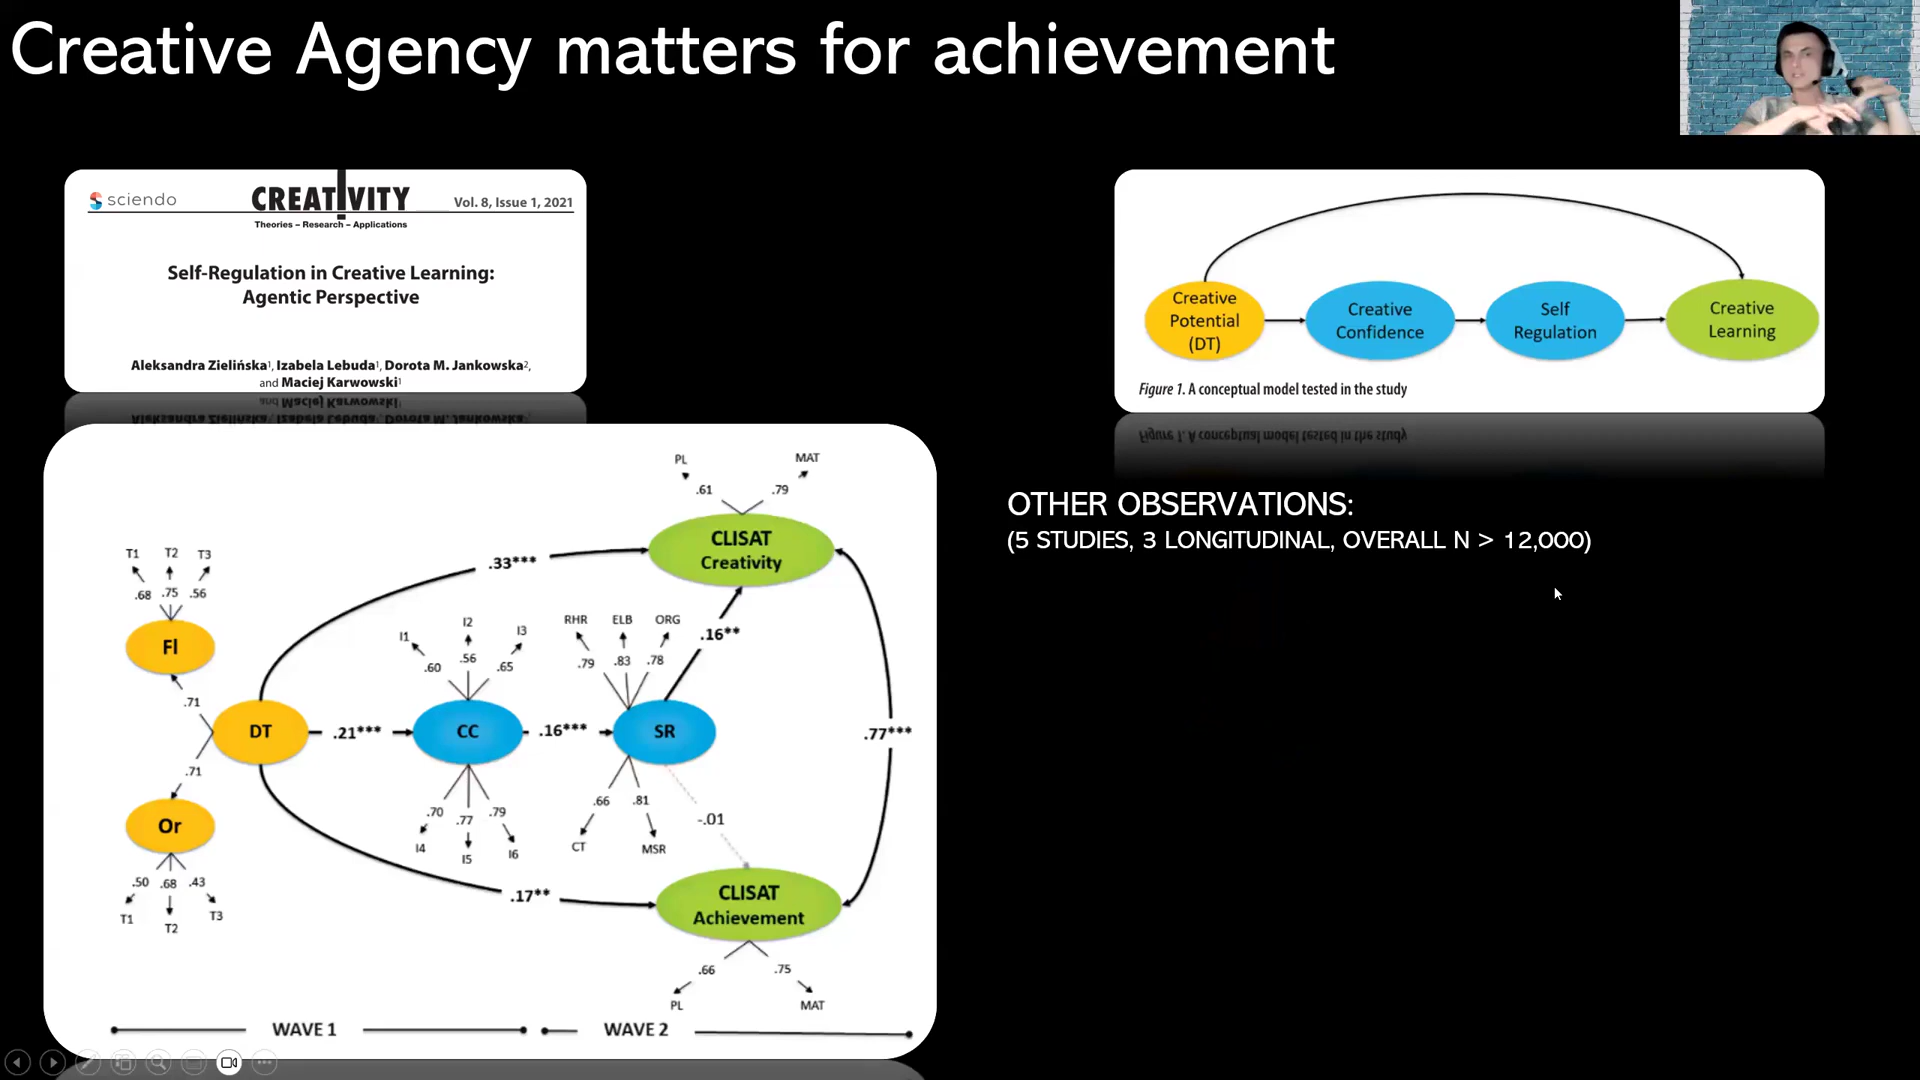 Creative Agency matters for achievement
sciendo
CREATIVITY
Theories – Research – Applications
Vol. 8, Issue 1, 2021
Self-Regulation in Creative Learning:
Agentic Perspective
Aleksandra Zielińska¹, Izabela Lebuda¹, Dorota M. Jankowska²,
and Maciej Karwowski¹
Creative
Potential
(DT)
Creative
Confidence
Self
Regulation
Creative
Learning
Figure 1. A conceptual model tested in the study
OTHER OBSERVATIONS:
(5 STUDIES, 3 LONGITUDINAL, OVERALL N > 12,000)
PL
MAT
.61
.79
CLISAT
Creativity
T1
T2
T3
.68
.75
.56
Fl
.71
DT
.71
Or
.50
.68
.43
T1
T2
T3
.33***
.21***
.17**
I1
I2
I3
.60
.56
.65
CC
.70
.77
.79
I4
I5
I6
.16***
RHR
ELB
ORG
.79
.83
.78
SR
.66
.81
CT
MSR
.16**
-.01
.77***
CLISAT
Achievement
.66
.75
PL
MAT
WAVE 1
WAVE 2